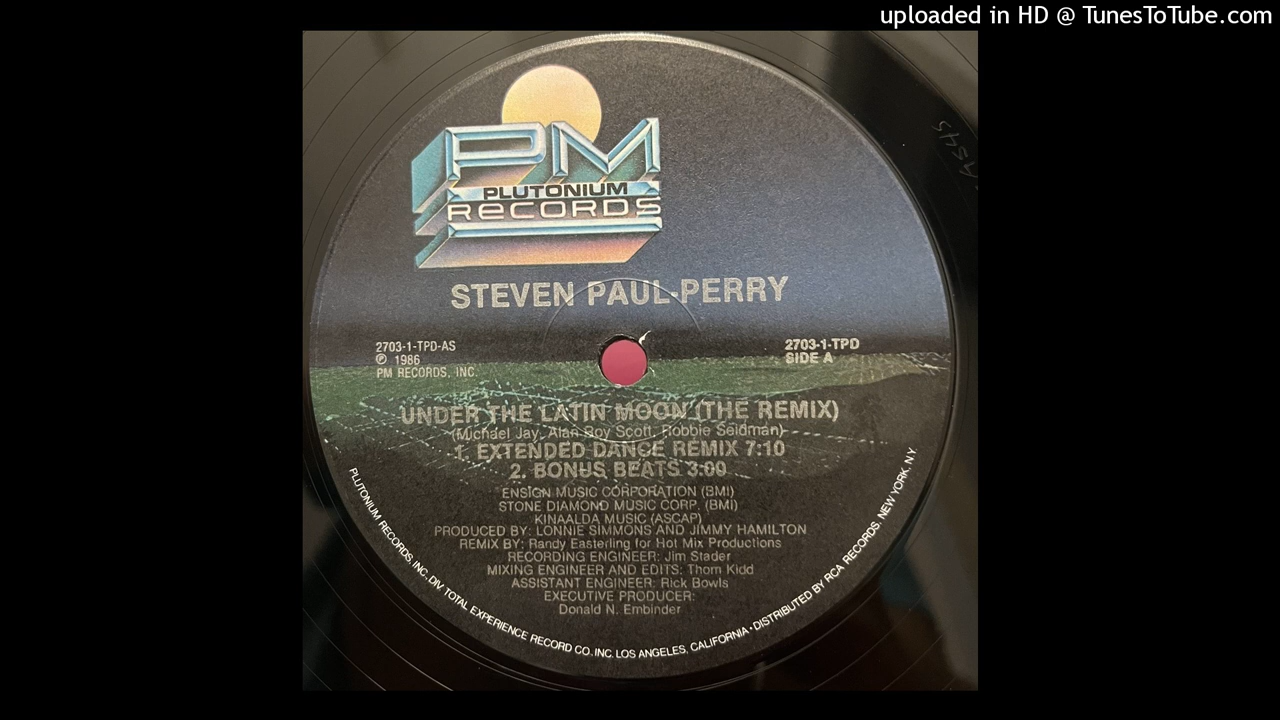 uploaded in HD @ TunesToTube.com
PM
PLUTONIUM
RECORDS
STEVEN PAUL-PERRY
2703-1-TPD-AS
℗ 1986
PM RECORDS, INC.
2703-1-TPD
SIDE A
UNDER THE LATIN MOON (THE REMIX)
(Michael Jay, Alan Roy Scott, Robbie Seidman)
1. EXTENDED DANCE REMIX 7:10
2. BONUS BEATS 3:00
ENSIGN MUSIC CORPORATION (BMI)
STONE DIAMOND MUSIC CORP. (BMI)
KINAALDA MUSIC (ASCAP)
PRODUCED BY: LONNIE SIMMONS AND JIMMY HAMILTON
REMIX BY: Randy Easterling for Hot Mix Productions
RECORDING ENGINEER: Jim Stader
MIXING ENGINEER AND EDITS: Thom Kidd
ASSISTANT ENGINEER: Rick Bowls
EXECUTIVE PRODUCER:
Donald N. Embinder
PLUTONIUM RECORDS, INC. DIV. TOTAL EXPERIENCE RECORD CO. INC. LOS ANGELES, CALIFORNIA • DISTRIBUTED BY RCA RECORDS, NEW YORK, NY